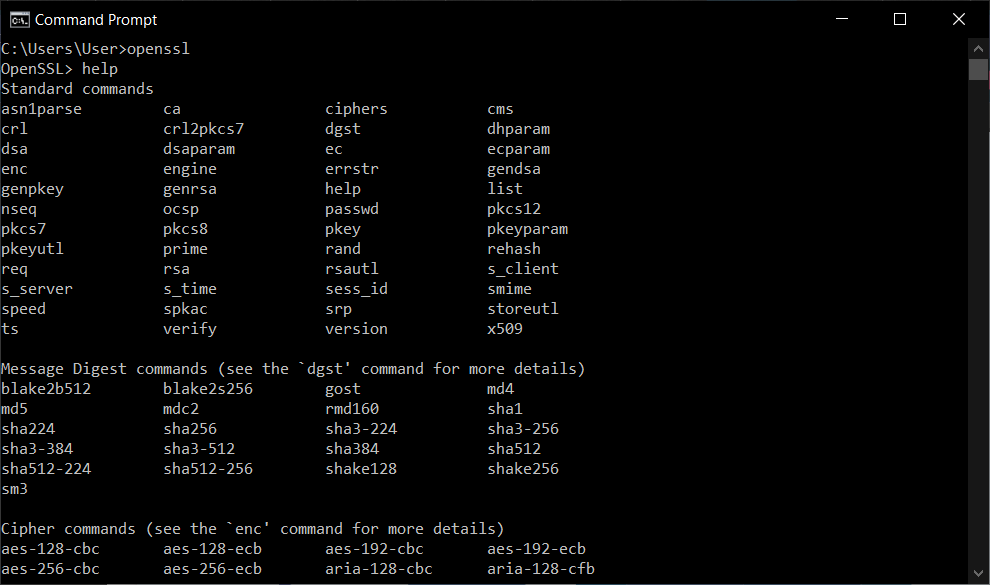 Command Prompt
C:\Users\User>openssl
OpenSSL> help
Standard commands
asn1parse         ca                ciphers           cms
crl               crl2pkcs7         dgst              dhparam
dsa               dsaparam          ec                ecparam
enc               engine            errstr            gendsa
genpkey           genrsa            help              list
nseq              ocsp              passwd            pkcs12
pkcs7             pkcs8             pkey              pkeyparam
pkeyutl           prime             rand              rehash
req               rsa               rsautl            s_client
s_server          s_time            sess_id           smime
speed             spkac             srp               storeutl
ts                verify            version           x509

Message Digest commands (see the `dgst' command for more details)
blake2b512        blake2s256        gost              md4
md5               mdc2              rmd160            sha1
sha224            sha256            sha3-224          sha3-256
sha3-384          sha3-512          sha384            sha512
sha512-224        sha512-256        shake128          shake256
sm3

Cipher commands (see the `enc' command for more details)
aes-128-cbc       aes-128-ecb       aes-192-cbc       aes-192-ecb
aes-256-cbc       aes-256-ecb       aria-128-cbc      aria-128-cfb